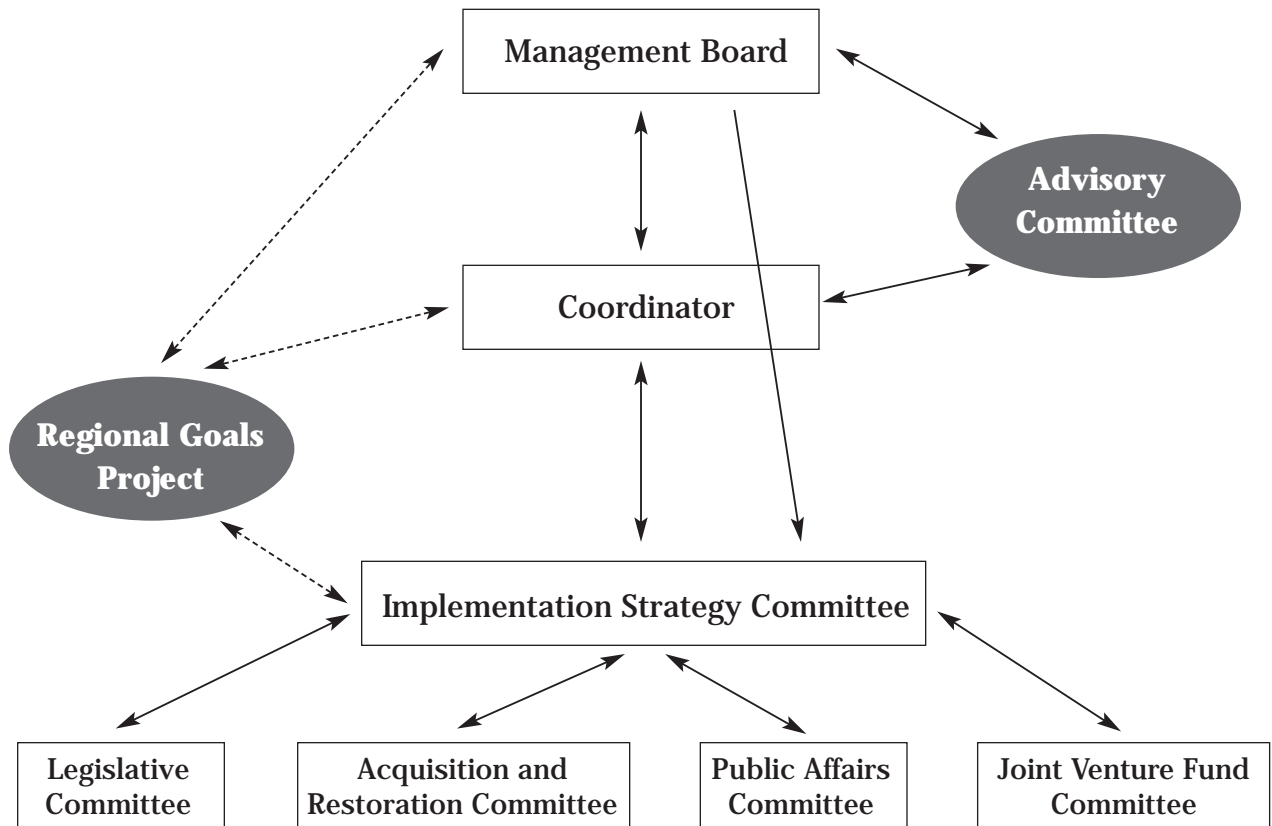 Management Board
Advisory
Committee
Coordinator
Regional Goals
Project
Implementation Strategy Committee
Legislative
Committee
Acquisition and
Restoration Committee
Public Affairs
Committee
Joint Venture Fund
Committee